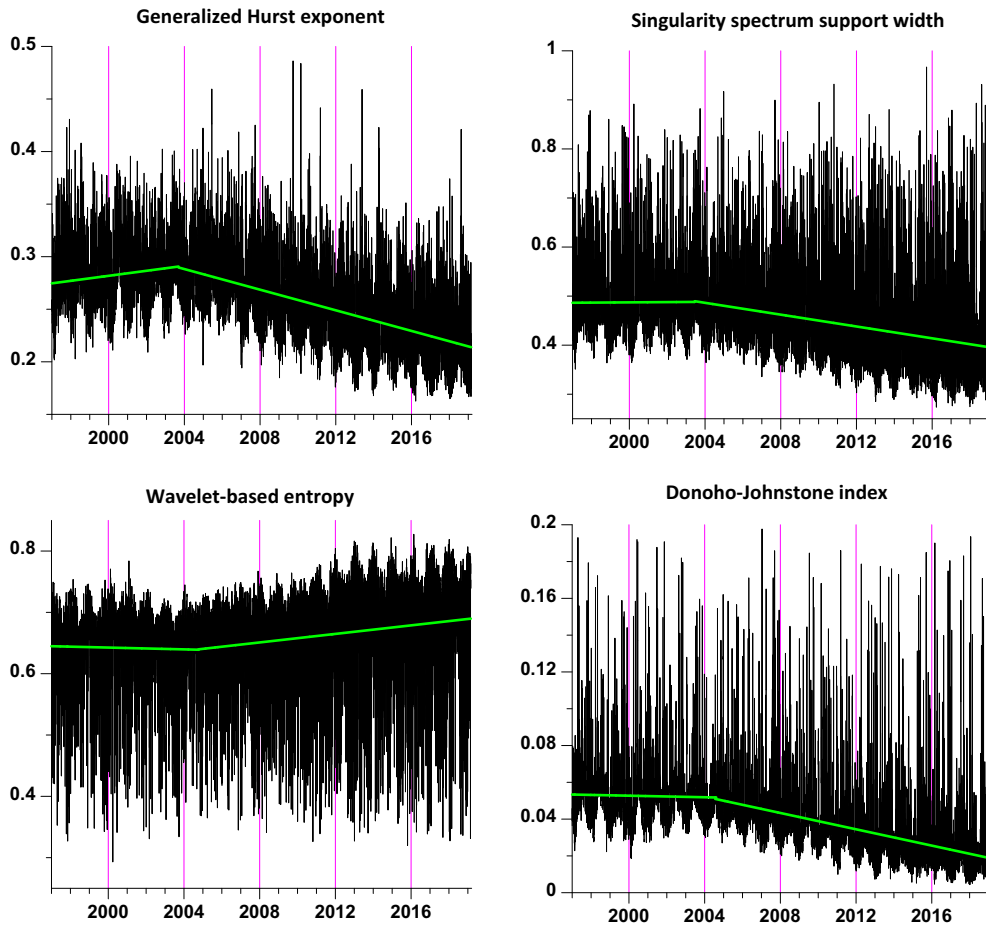 Generalized Hurst exponent
0.5
0.4
0.3
0.2
2000 2004 2008 2012 2016
Singularity spectrum support width
1
0.8
0.6
0.4
2000 2004 2008 2012 2016
Wavelet-based entropy
0.8
0.6
0.4
2000 2004 2008 2012 2016
Donoho-Johnstone index
0.2
0.16
0.12
0.08
0.04
0
2000 2004 2008 2012 2016